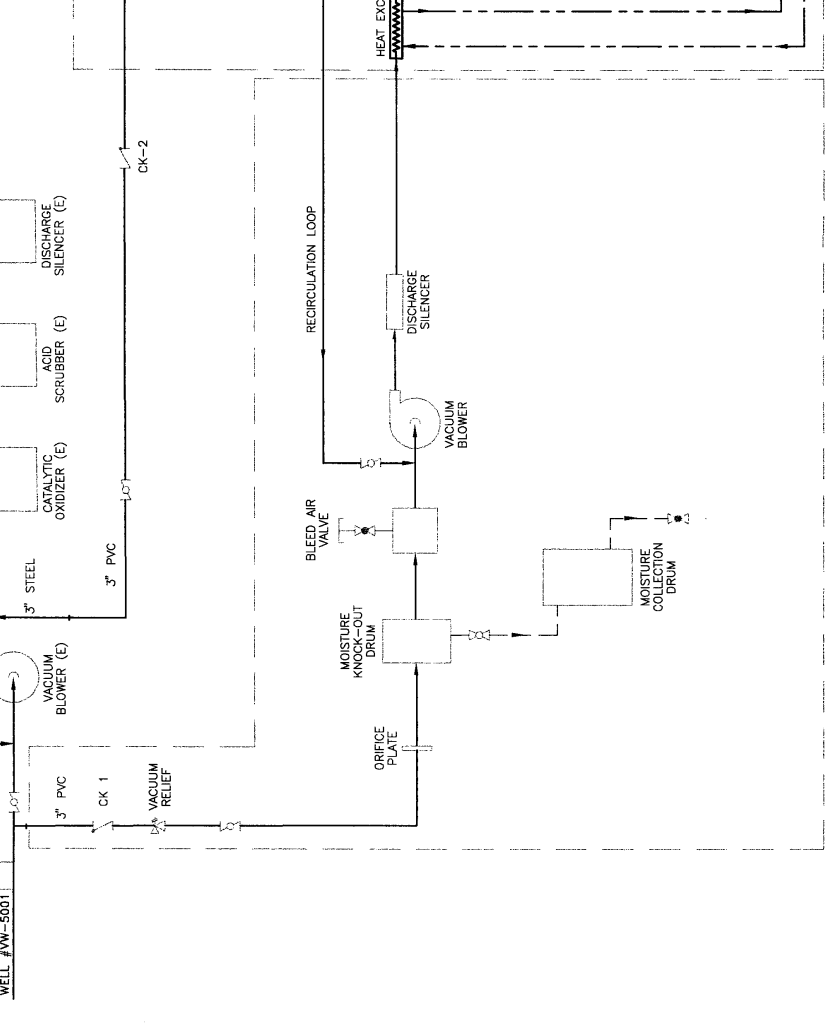 WELL #VW-5001
3" PVC
CK 1
VACUUM
RELIEF
VACUUM
BLOWER (E)
3" STEEL
3" PVC
CATALYTIC
OXIDIZER (E)
ACID
SCRUBBER (E)
DISCHARGE
SILENCER (E)
CK-2
ORIFICE
PLATE
MOISTURE
KNOCK-OUT
DRUM
BLEED AIR
VALVE
RECIRCULATION LOOP
VACUUM
BLOWER
DISCHARGE
SILENCER
HEAT EXC
MOISTURE
COLLECTION
DRUM